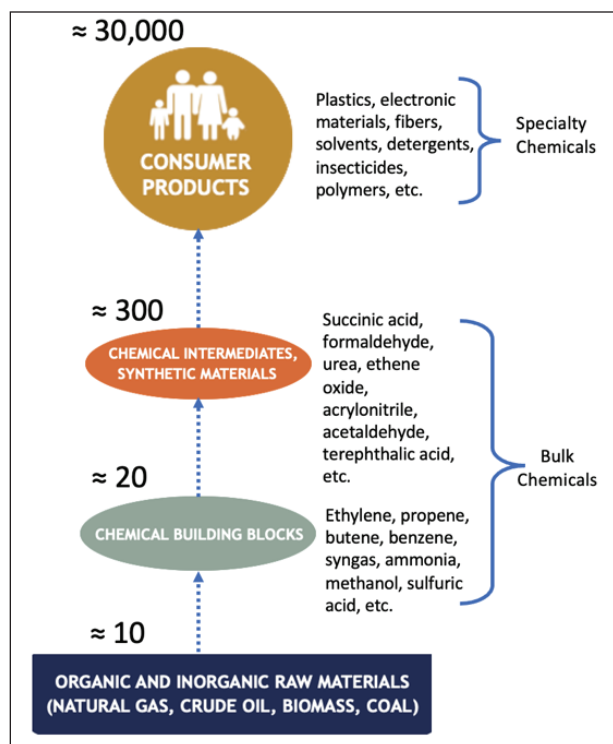 ≈ 30,000
CONSUMER
PRODUCTS
Plastics, electronic
materials, fibers,
solvents, detergents,
insecticides,
polymers, etc.
Specialty
Chemicals
≈ 300
CHEMICAL INTERMEDIATES,
SYNTHETIC MATERIALS
Succinic acid,
formaldehyde,
urea, ethene
oxide,
acrylonitrile,
acetaldehyde,
terephthalic acid,
etc.
≈ 20
CHEMICAL BUILDING BLOCKS
Ethylene, propene,
butene, benzene,
syngas, ammonia,
methanol, sulfuric
acid, etc.
Bulk
Chemicals
≈ 10
ORGANIC AND INORGANIC RAW MATERIALS
(NATURAL GAS, CRUDE OIL, BIOMASS, COAL)